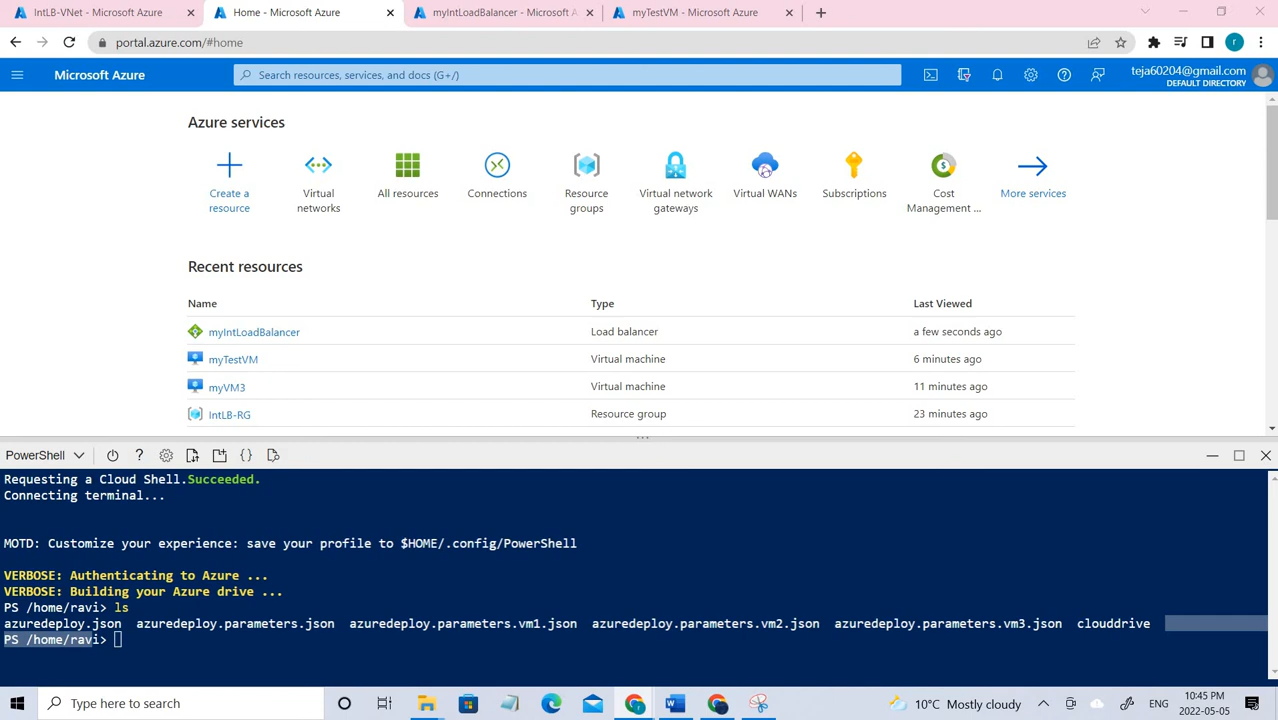 IntLB-VNet - Microsoft Azure
Home - Microsoft Azure
myIntLoadBalancer - Microsoft A
myTestVM - Microsoft Azure
portal.azure.com/#home
Microsoft Azure
Search resources, services, and docs (G+/)
teja60204@gmail.com
DEFAULT DIRECTORY
Azure services
Create a
resource
Virtual
networks
All resources
Connections
Resource
groups
Virtual network
gateways
Virtual WANs
Subscriptions
Cost
Management ...
More services
Recent resources
Name Type Last Viewed
myIntLoadBalancer Load balancer a few seconds ago
myTestVM Virtual machine 6 minutes ago
myVM3 Virtual machine 11 minutes ago
IntLB-RG Resource group 23 minutes ago
PowerShell
Requesting a Cloud Shell.Succeeded.
Connecting terminal...
MOTD: Customize your experience: save your profile to $HOME/.config/PowerShell
VERBOSE: Authenticating to Azure ...
VERBOSE: Building your Azure drive ...
PS /home/ravi> ls
azuredeploy.json azuredeploy.parameters.json azuredeploy.parameters.vm1.json azuredeploy.parameters.vm2.json azuredeploy.parameters.vm3.json clouddrive
PS /home/ravi>
Type here to search
10°C Mostly cloudy
ENG
10:45 PM
2022-05-05